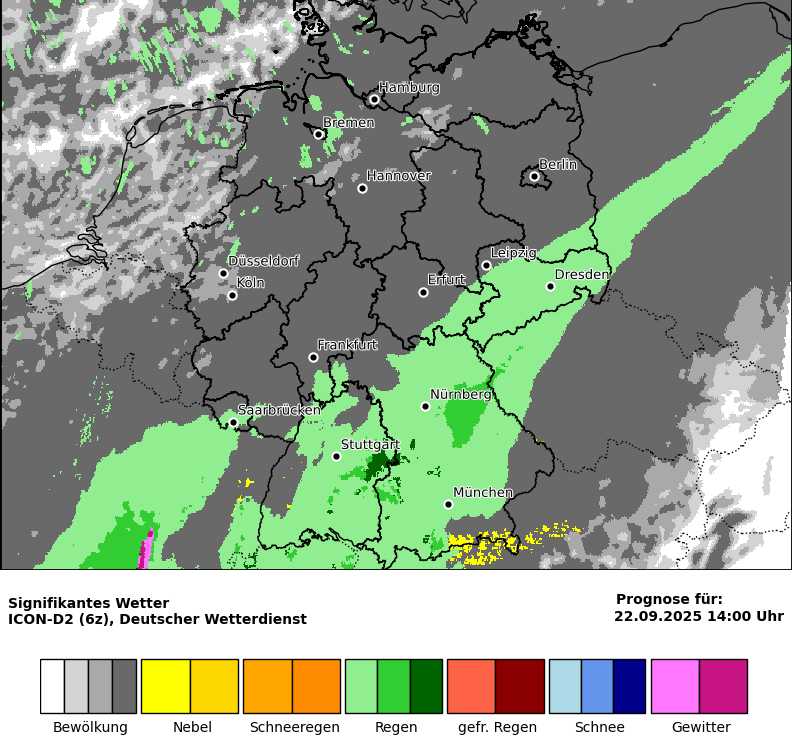 Hamburg
Bremen
Berlin
Hannover
Leipzig
Düsseldorf
Dresden
Köln
Erfurt
Frankfurt
Nürnberg
Saarbrücken
Stuttgart
München
Signifikantes Wetter
ICON-D2 (6z), Deutscher Wetterdienst
Prognose für:
22.09.2025 14:00 Uhr
Bewölkung
Nebel
Schneeregen
Regen
gefr. Regen
Schnee
Gewitter